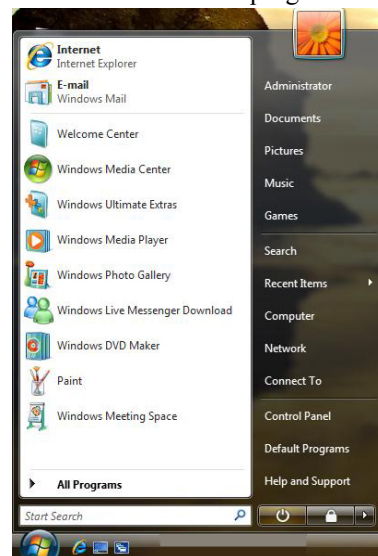 Internet
Internet Explorer
E-mail
Windows Mail
Welcome Center
Windows Media Center
Windows Ultimate Extras
Windows Media Player
Windows Photo Gallery
Windows Live Messenger Download
Windows DVD Maker
Paint
Windows Meeting Space
All Programs
Start Search
Administrator
Documents
Pictures
Music
Games
Search
Recent Items
Computer
Network
Connect To
Control Panel
Default Programs
Help and Support